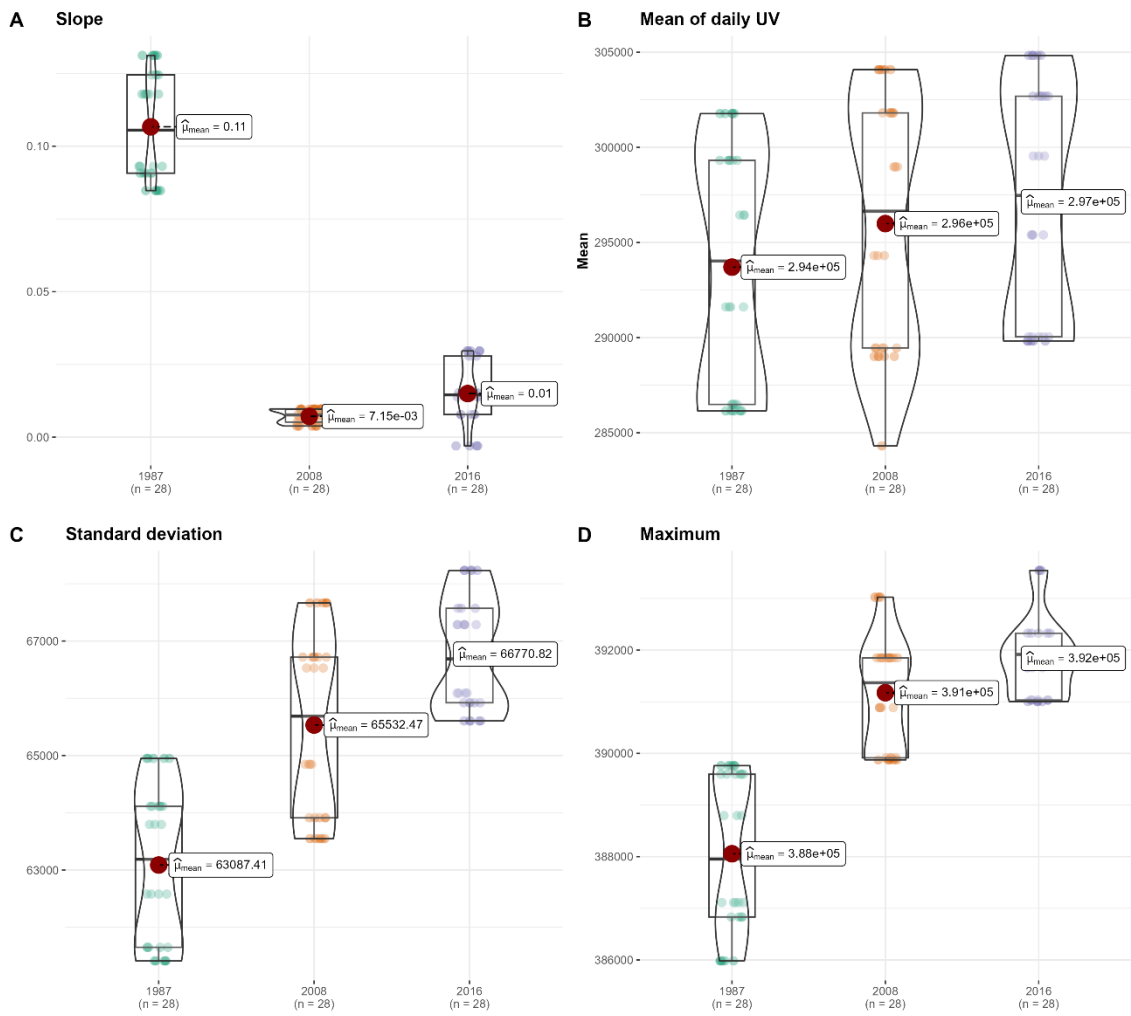 A Slope
0.10
0.05
0.00
μ̂mean = 0.11
μ̂mean = 7.15e-03
μ̂mean = 0.01
1987
(n = 28)
2008
(n = 28)
2016
(n = 28)
B Mean of daily UV
Mean
305000
300000
295000
290000
285000
μ̂mean = 2.94e+05
μ̂mean = 2.96e+05
μ̂mean = 2.97e+05
1987
(n = 28)
2008
(n = 28)
2016
(n = 28)
C Standard deviation
67000
65000
63000
μ̂mean = 63087.41
μ̂mean = 65532.47
μ̂mean = 66770.82
1987
(n = 28)
2008
(n = 28)
2016
(n = 28)
D Maximum
392000
390000
388000
386000
μ̂mean = 3.88e+05
μ̂mean = 3.91e+05
μ̂mean = 3.92e+05
1987
(n = 28)
2008
(n = 28)
2016
(n = 28)